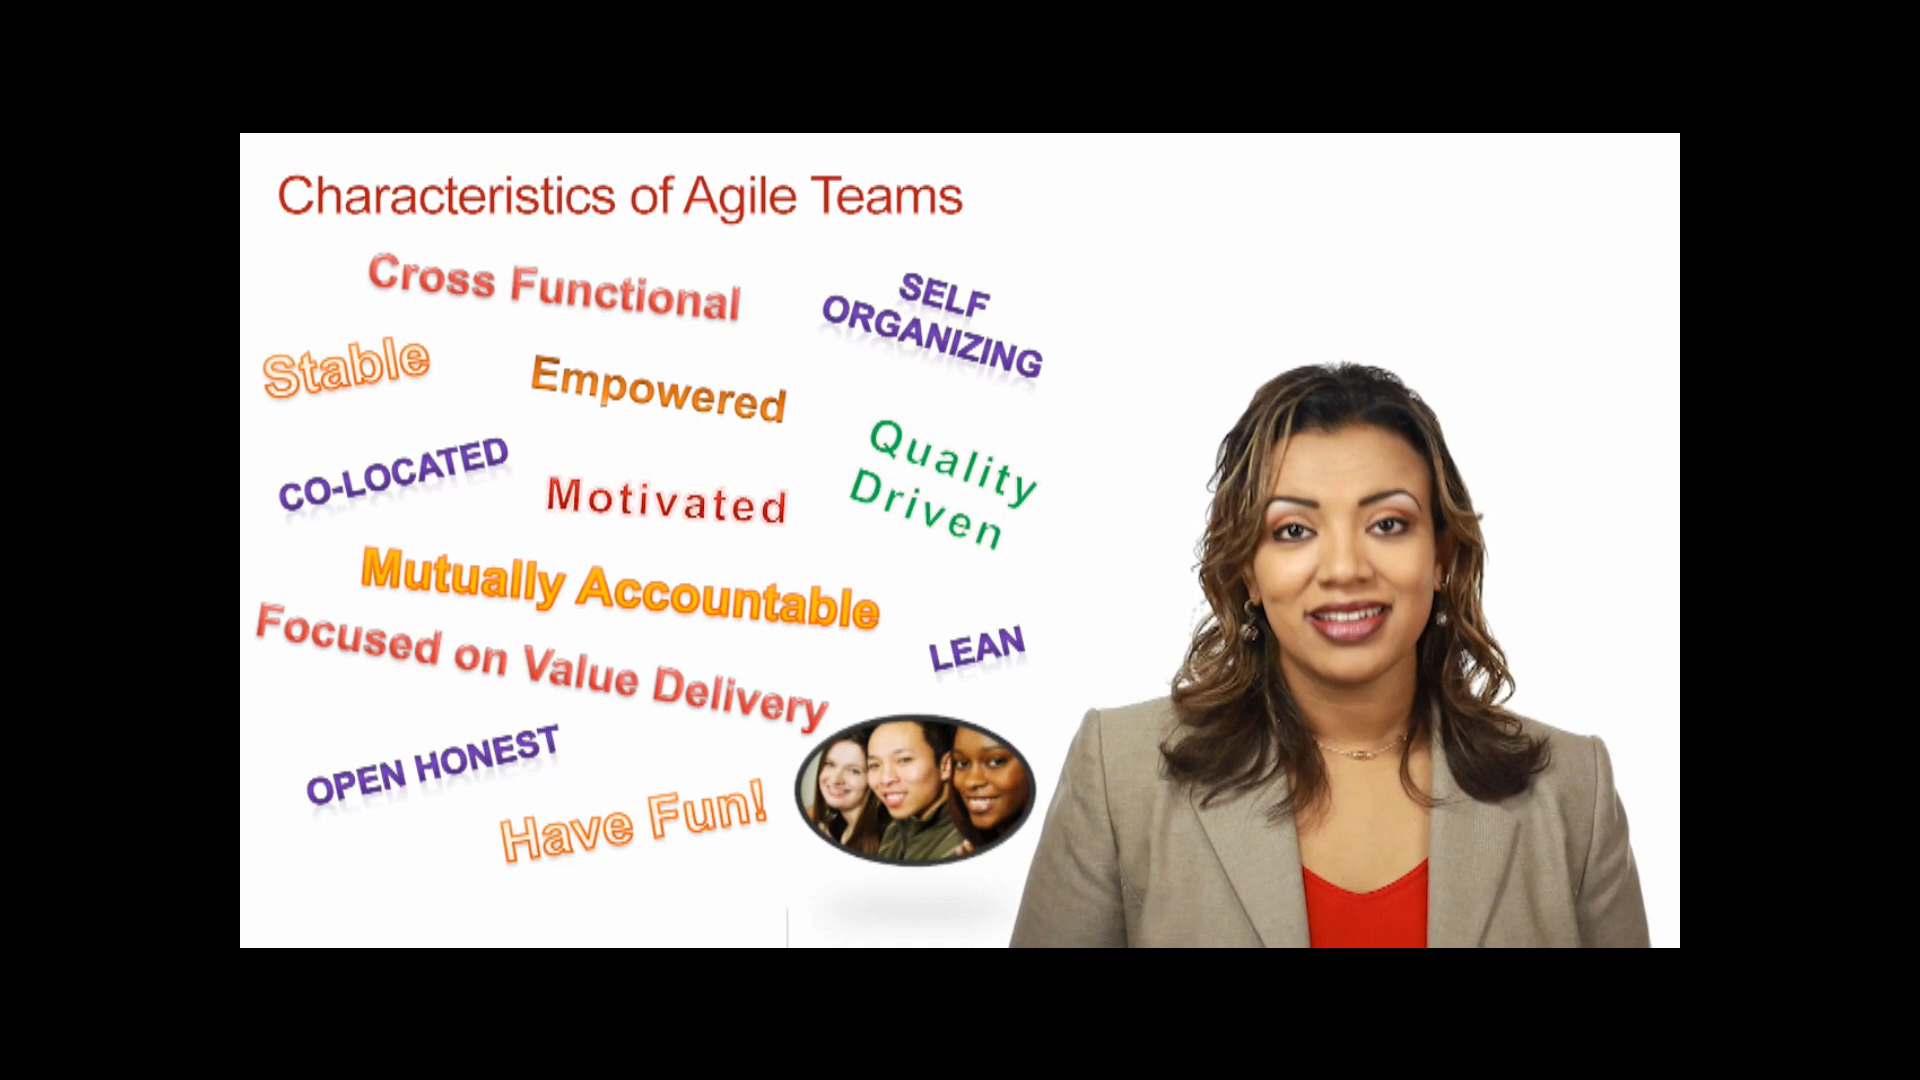 Characteristics of Agile Teams
Cross Functional
SELF
ORGANIZING
Stable
Empowered
Quality
Driven
CO-LOCATED
Motivated
Mutually Accountable
Focused on Value Delivery
LEAN
OPEN HONEST
Have Fun!